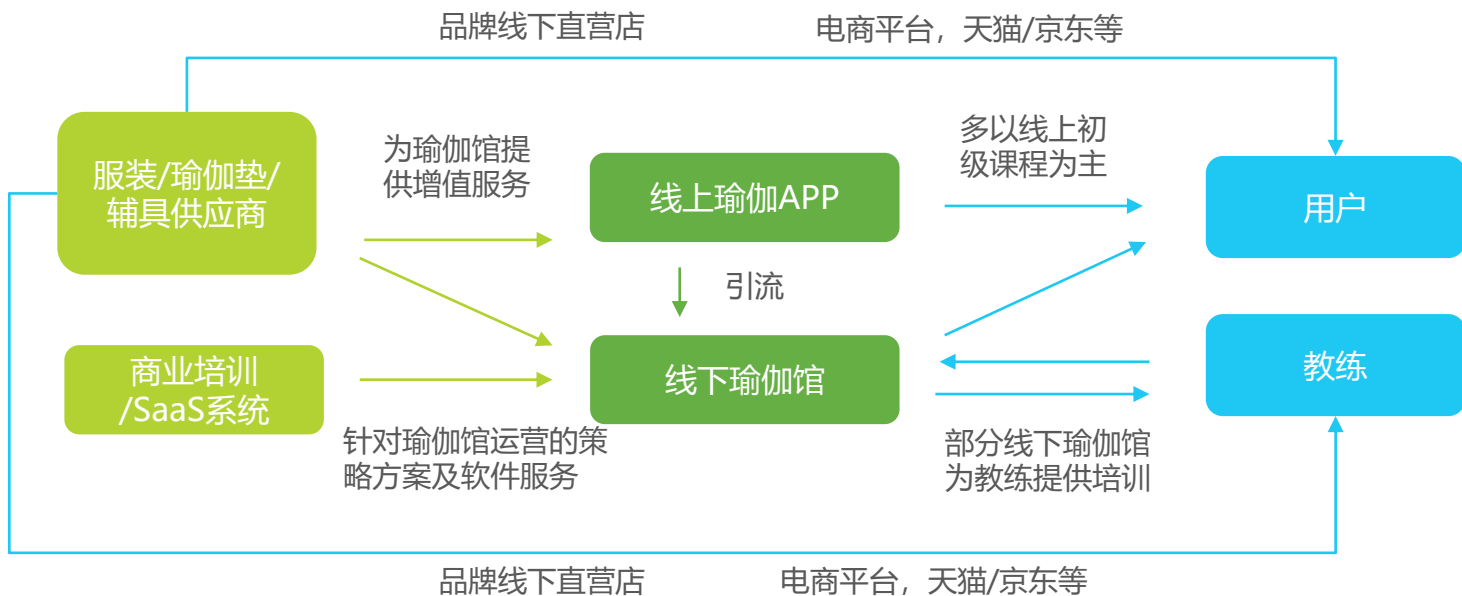 品牌线下直营店
电商平台，天猫/京东等
服装/瑜伽垫/
辅具供应商
为瑜伽馆提
供增值服务
线上瑜伽APP
多以线上初
级课程为主
用户
引流
商业培训
/SaaS系统
线下瑜伽馆
教练
针对瑜伽馆运营的策
略方案及软件服务
部分线下瑜伽馆
为教练提供培训
品牌线下直营店
电商平台，天猫/京东等